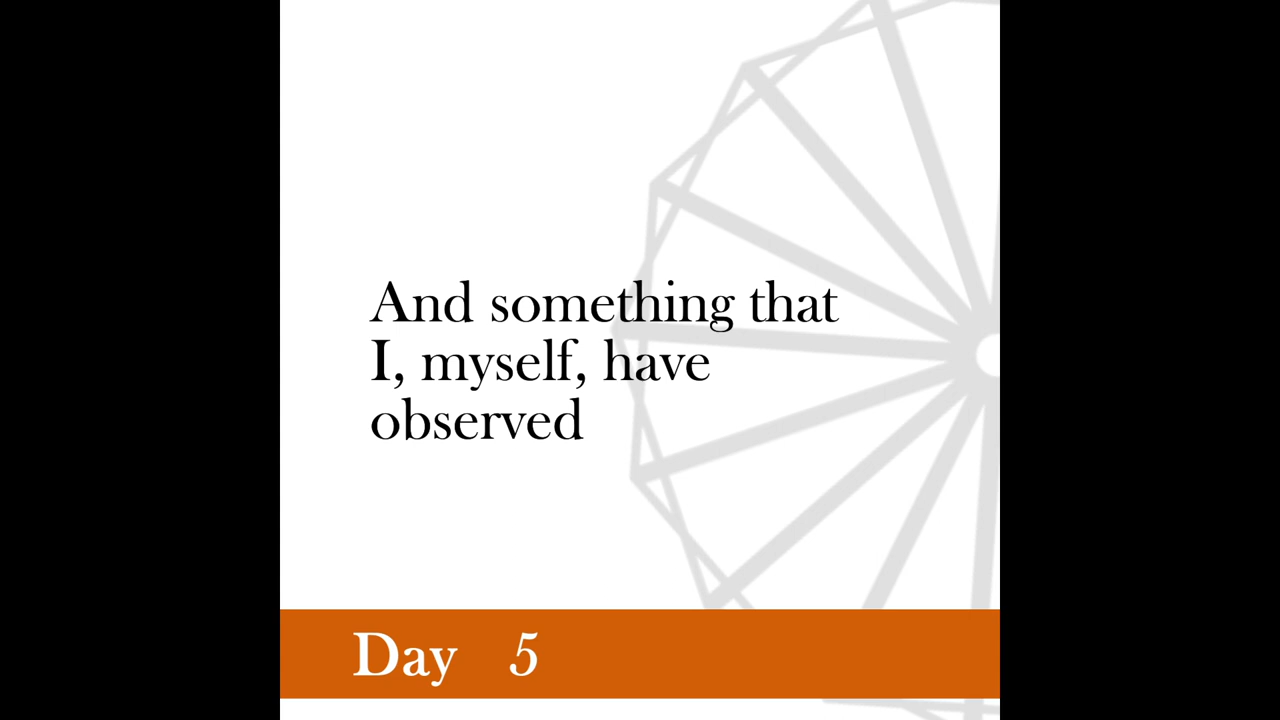 And something that
I, myself, have
observed
Day 5